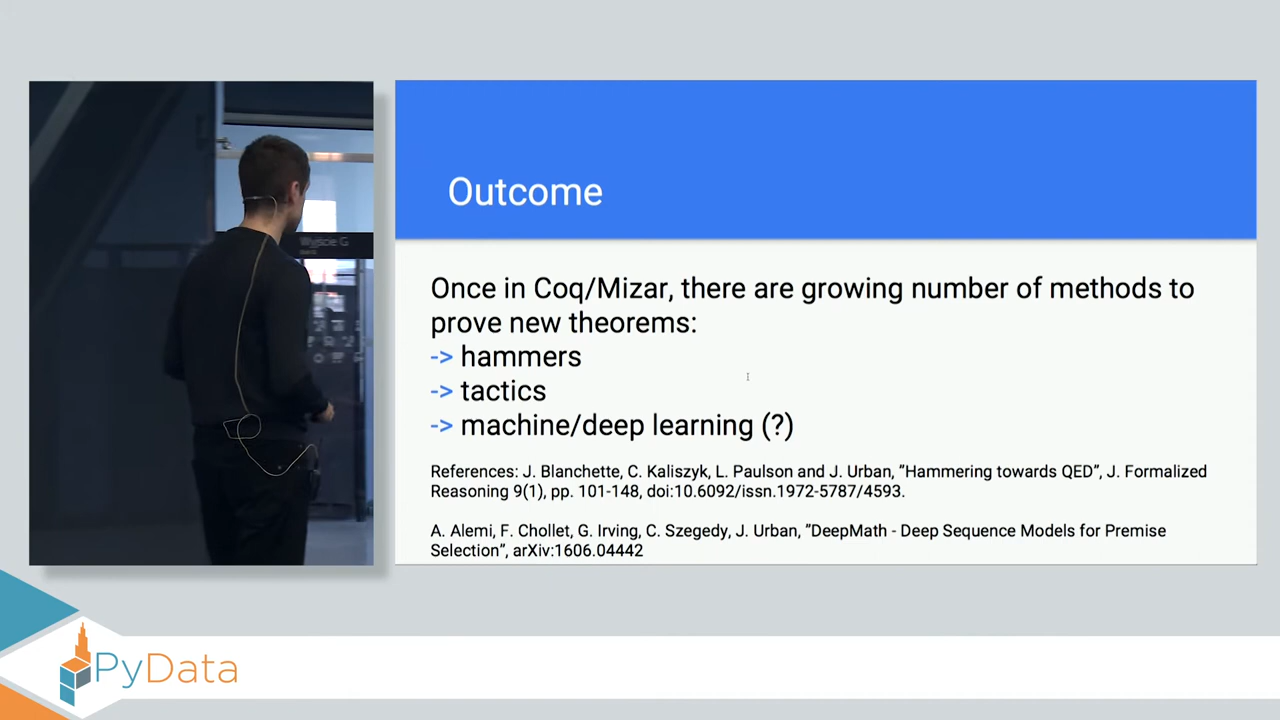 Outcome
Once in Coq/Mizar, there are growing number of methods to
prove new theorems:
-> hammers
-> tactics
-> machine/deep learning (?)
References: J. Blanchette, C. Kaliszyk, L. Paulson and J. Urban, ”Hammering towards QED”, J. Formalized
Reasoning 9(1), pp. 101-148, doi:10.6092/issn.1972-5787/4593.
A. Alemi, F. Chollet, G. Irving, C. Szegedy, J. Urban, ”DeepMath - Deep Sequence Models for Premise
Selection”, arXiv:1606.04442
Wyjście G
PyData